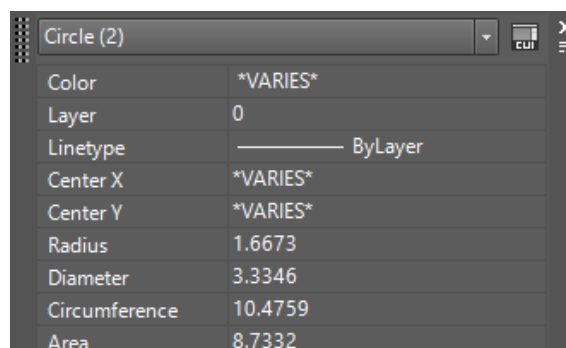 Circle (2)
CUI
Color *VARIES*
Layer 0
Linetype ByLayer
Center X *VARIES*
Center Y *VARIES*
Radius 1.6673
Diameter 3.3346
Circumference 10.4759
Area 8.7332